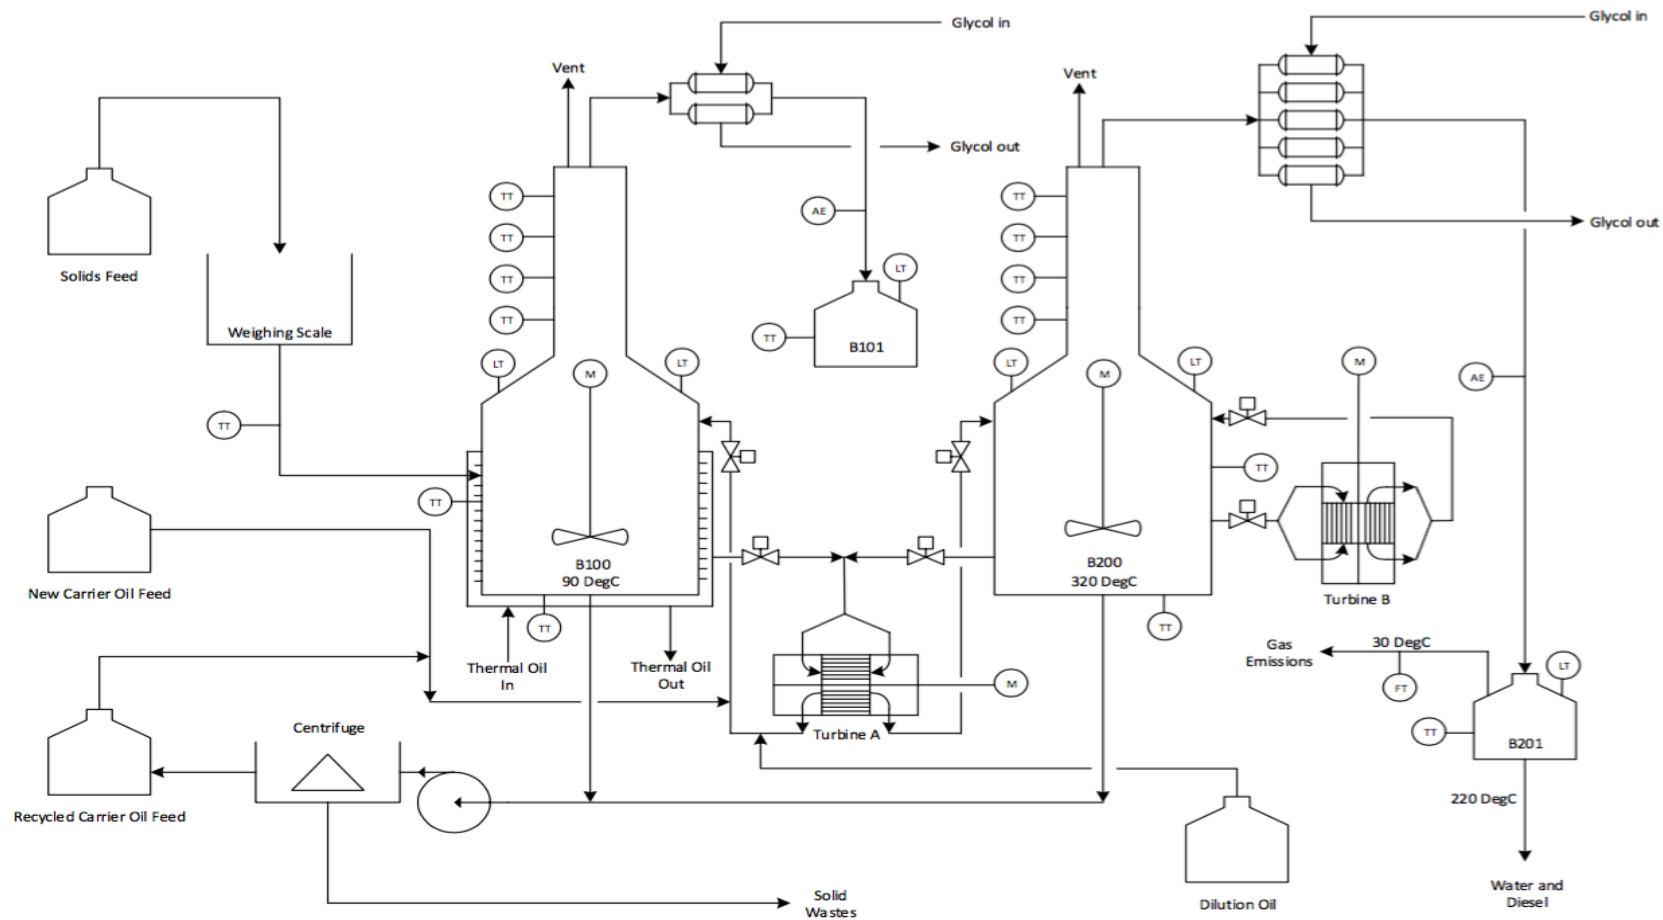 Glycol in
Glycol in
Vent
Vent
Glycol out
Glycol out
TT
TT
TT
TT
TT
TT
TT
TT
AE
LT
Solids Feed
Weighing Scale
TT
B101
LT
LT
LT
LT
M
M
M
AE
TT
TT
TT
B100
90 DegC
B200
320 DegC
New Carrier Oil Feed
Turbine B
TT
TT
Thermal Oil
In
Thermal Oil
Out
Gas
Emissions
30 DegC
LT
FT
M
Centrifuge
Turbine A
TT
B201
220 DegC
Recycled Carrier Oil Feed
Solid
Wastes
Dilution Oil
Water and
Diesel